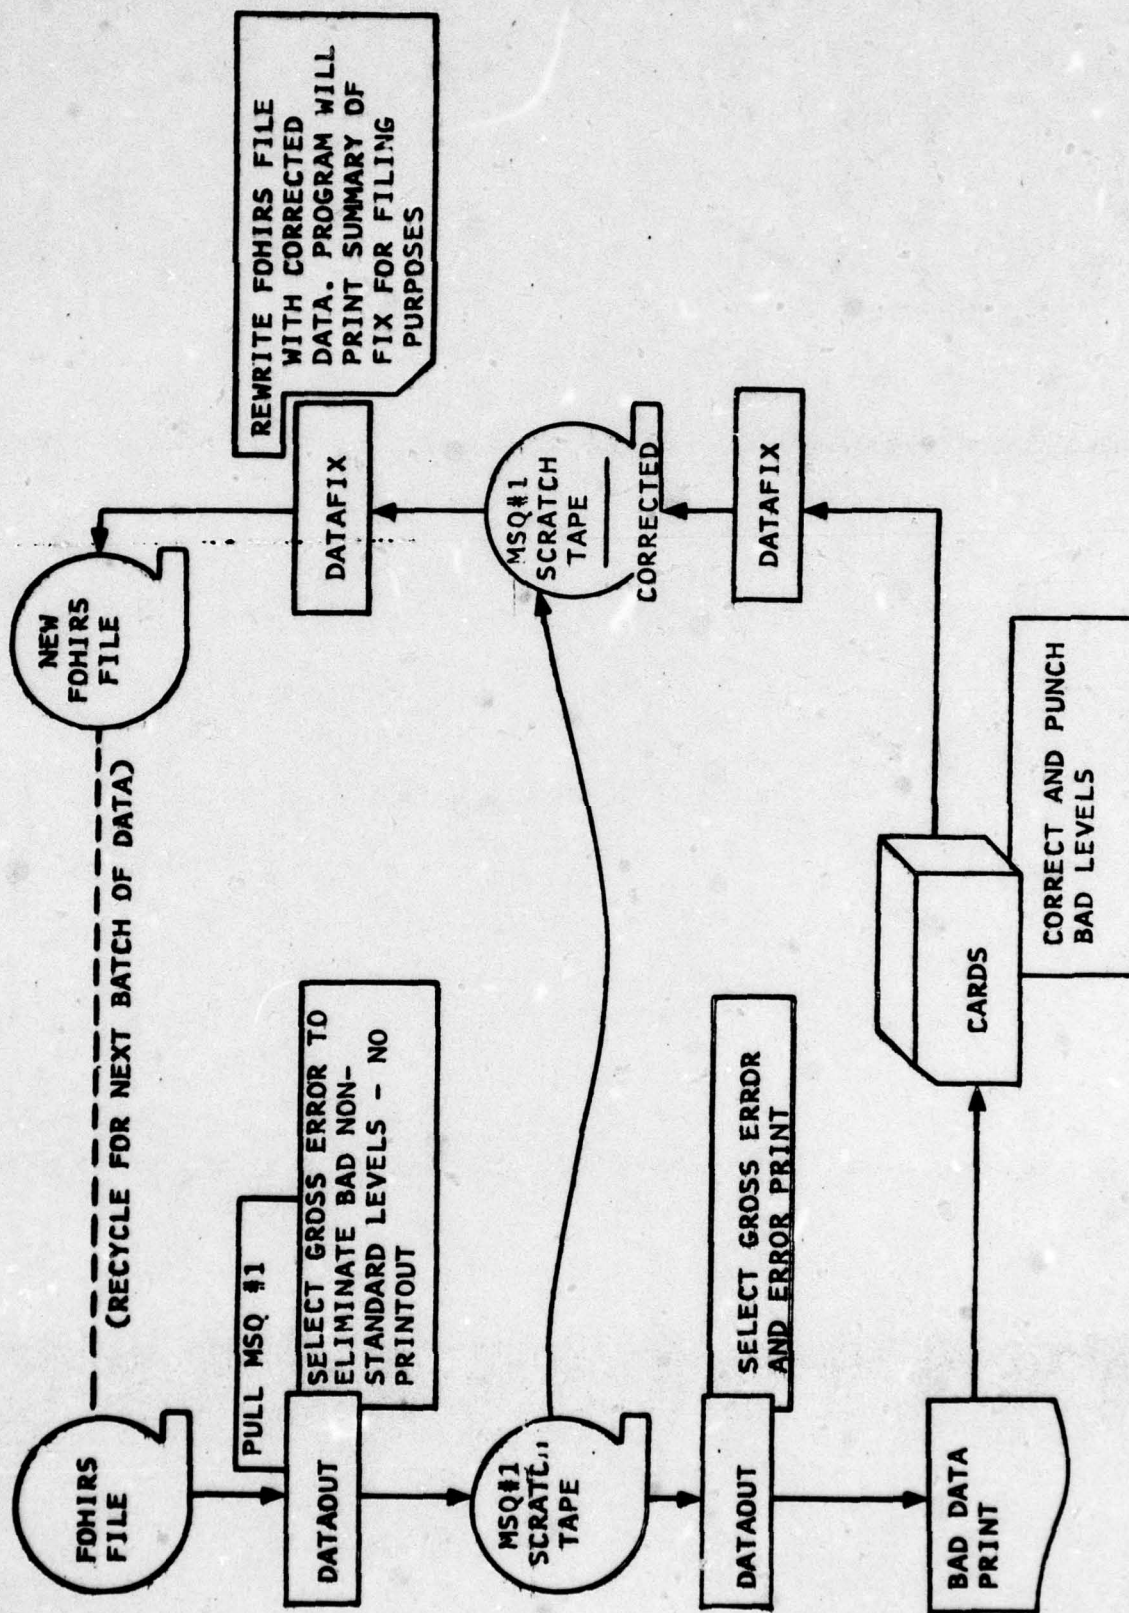 FOHIRS
FILE
(RECYCLE FOR NEXT BATCH OF DATA)
NEW
FOHIRS
FILE
PULL MSQ #1
DATAOUT
SELECT GROSS ERROR TO
ELIMINATE BAD NON-
STANDARD LEVELS - NO
PRINTOUT
DATAFIX
REWRITE FOHIRS FILE
WITH CORRECTED
DATA. PROGRAM WILL
PRINT SUMMARY OF
FIX FOR FILING
PURPOSES
MSQ#1
TAPE
MSQ#1
SCRATCH
TAPE
CORRECTED
DATAOUT
SELECT GROSS ERROR
AND ERROR PRINT
DATAFIX
BAD DATA
PRINT
CARDS
CORRECT AND PUNCH
BAD LEVELS